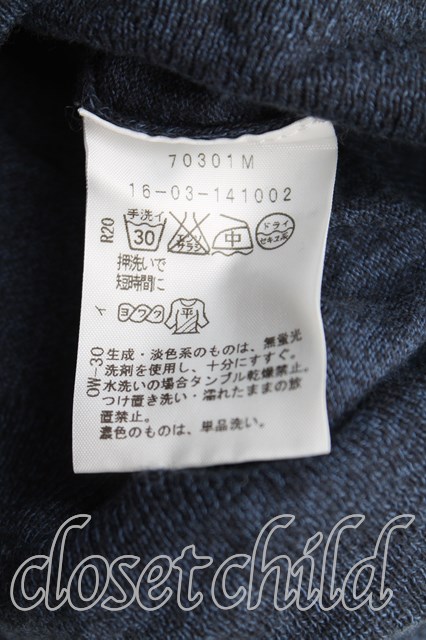 70301M
16-03-141002
R20
手洗イ
30
エンソ
サラシ
中
ドライ
セキユ系
押洗いで
短時間に
イ
ヨワク
平
OW-30
生成・淡色系のものは、無蛍光
洗剤を使用し、十分にすすぐ。
水洗いの場合タンブル乾燥禁止。
つけ置き洗い・濡れたままの放
置禁止。
濃色のものは、単品洗い。
closet child